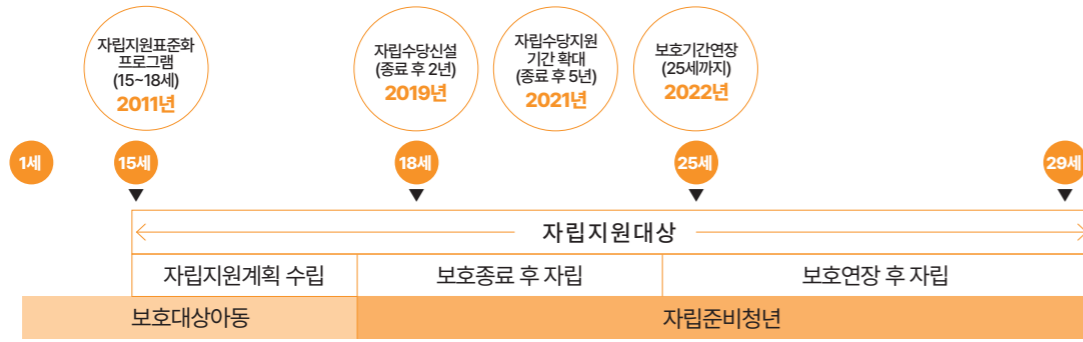 자립지원표준화
프로그램
(15~18세)
2011년
자립수당신설
(종료 후 2년)
2019년
자립수당지원
기간 확대
(종료 후 5년)
2021년
보호기간연장
(25세까지)
2022년
1세
15세
18세
25세
29세
자립지원대상
자립지원계획 수립
보호종료 후 자립
보호연장 후 자립
보호대상아동
자립준비청년